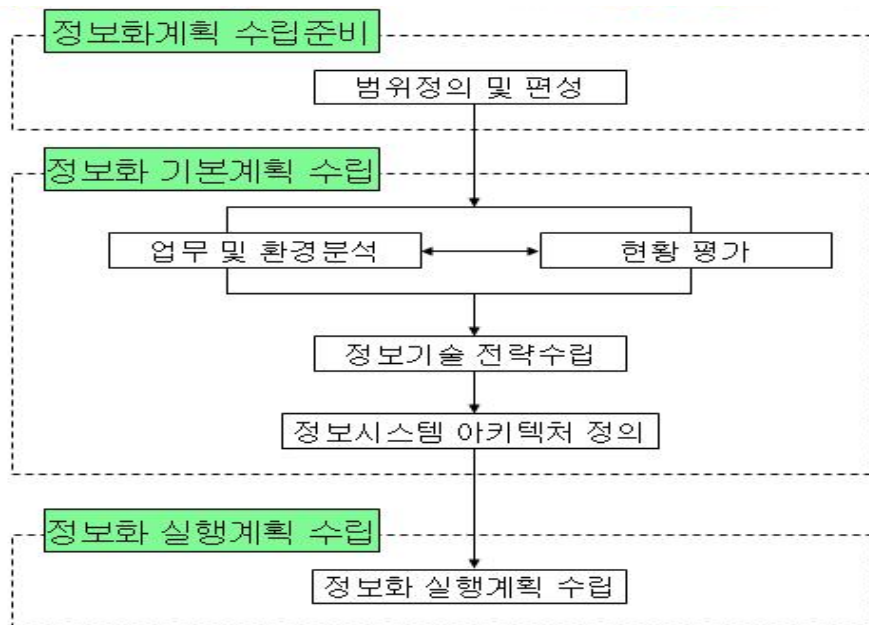 정보화계획 수립준비
범위정의 및 편성
정보화 기본계획 수립
업무 및 환경분석
현황 평가
정보기술 전략수립
정보시스템 아키텍처 정의
정보화 실행계획 수립
정보화 실행계획 수립